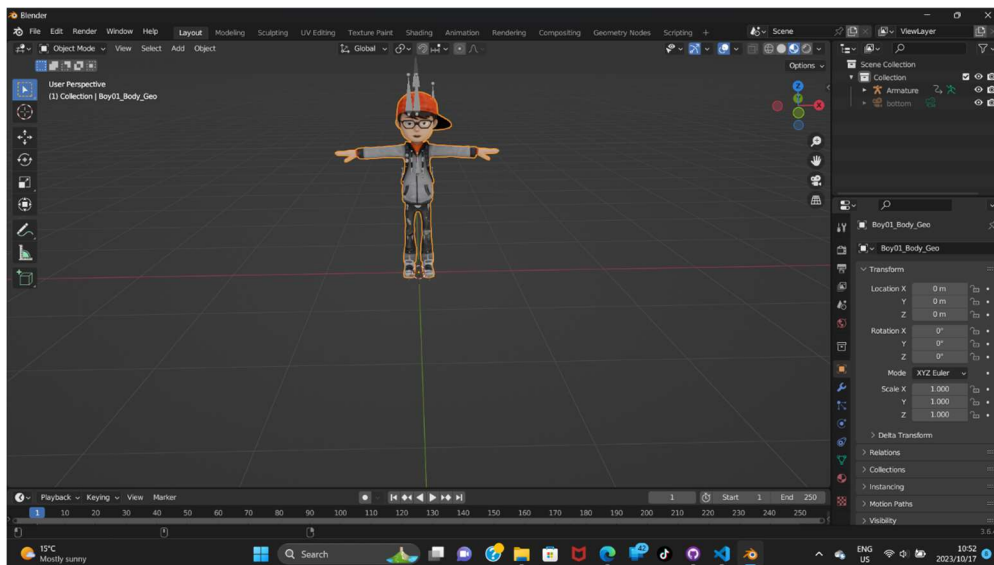 Blender
File Edit Render Window Help Layout Modeling Sculpting UV Editing Texture Paint Shading Animation Rendering Compositing Geometry Nodes Scripting + Scene ViewLayer
Object Mode View Select Add Object Global
Options
User Perspective
(1) Collection | Boy01_Body_Geo
Z
Y
X
Scene Collection
Collection
Armature
bottom
Boy01_Body_Geo
Boy01_Body_Geo
Transform
Location X 0 m
Y 0 m
Z 0 m
Rotation X 0°
Y 0°
Z 0°
Mode XYZ Euler
Scale X 1.000
Y 1.000
Z 1.000
Delta Transform
Relations
Collections
Instancing
Motion Paths
Visibility
Playback Keying View Marker 1 Start 1 End 250
1 10 20 30 40 50 60 70 80 90 100 110 120 130 140 150 160 170 180 190 200 210 220 230 240 250
15°C
Mostly sunny
Search
ENG
US
10:52
2023/10/17